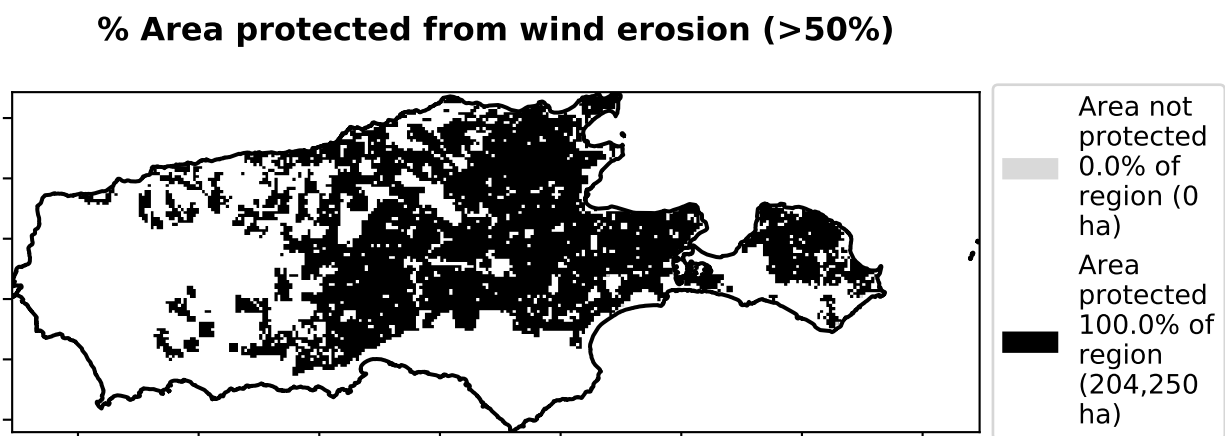 % Area protected from wind erosion (>50%)
Area not
protected
0.0% of
region (0
ha)
Area
protected
100.0% of
region
(204,250
ha)